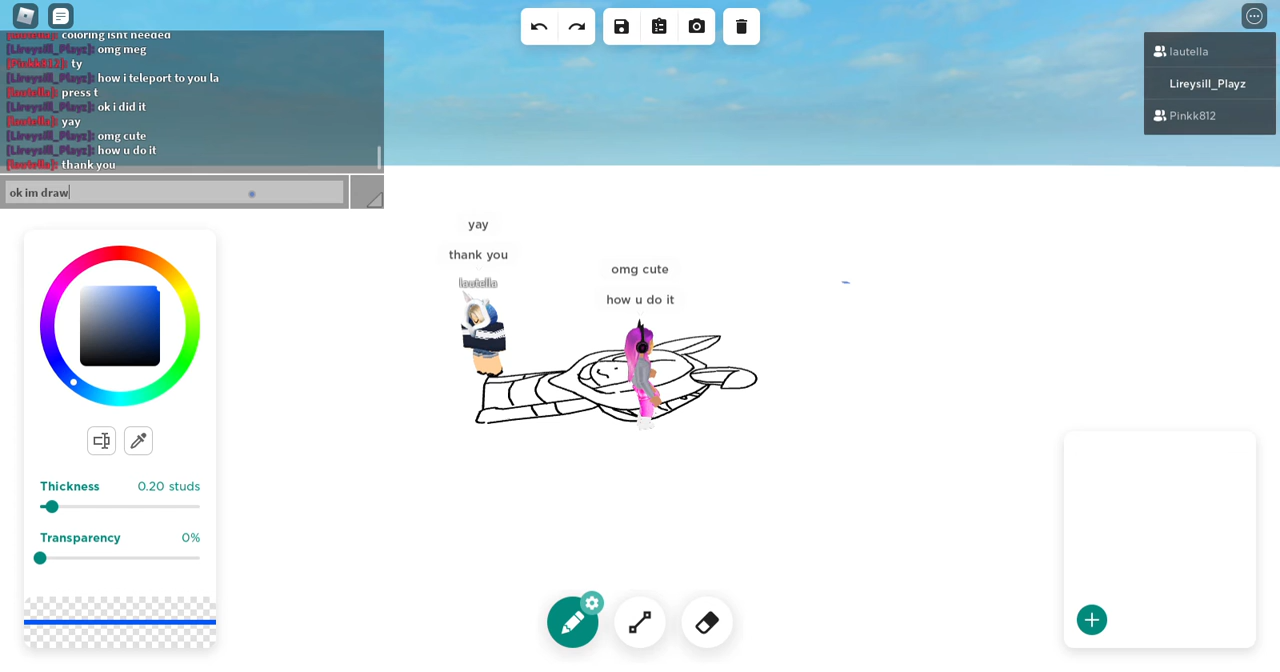 [lautella]: coloring isnt needed
[Lireysill_Playz]: omg meg
[Pinkk812]: ty
[Lireysill_Playz]: how i teleport to you la
[lautella]: press t
[Lireysill_Playz]: ok i did it
[lautella]: yay
[Lireysill_Playz]: omg cute
[Lireysill_Playz]: how u do it
[lautella]: thank you
ok im draw
lautella
Lireysill_Playz
Pinkk812
yay
thank you
lautella
omg cute
how u do it
Thickness 0.20 studs
Transparency 0%